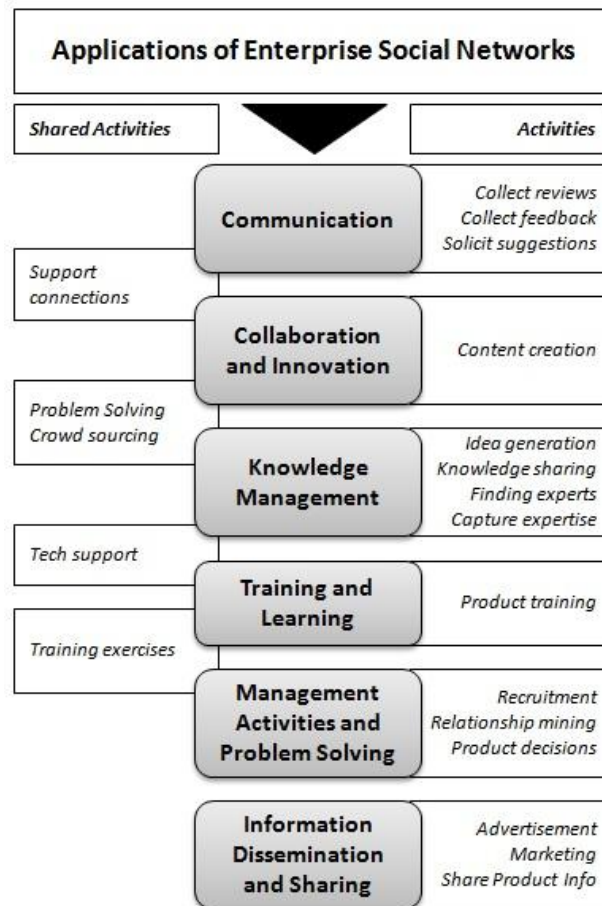 Applications of Enterprise Social Networks
Shared Activities
Activities
Communication
Collect reviews
Collect feedback
Solicit suggestions
Support
connections
Collaboration
and Innovation
Content creation
Problem Solving
Crowd sourcing
Knowledge
Management
Idea generation
Knowledge sharing
Finding experts
Capture expertise
Tech support
Training and
Learning
Product training
Training exercises
Management
Activities and
Problem Solving
Recruitment
Relationship mining
Product decisions
Information
Dissemination
and Sharing
Advertisement
Marketing
Share Product Info